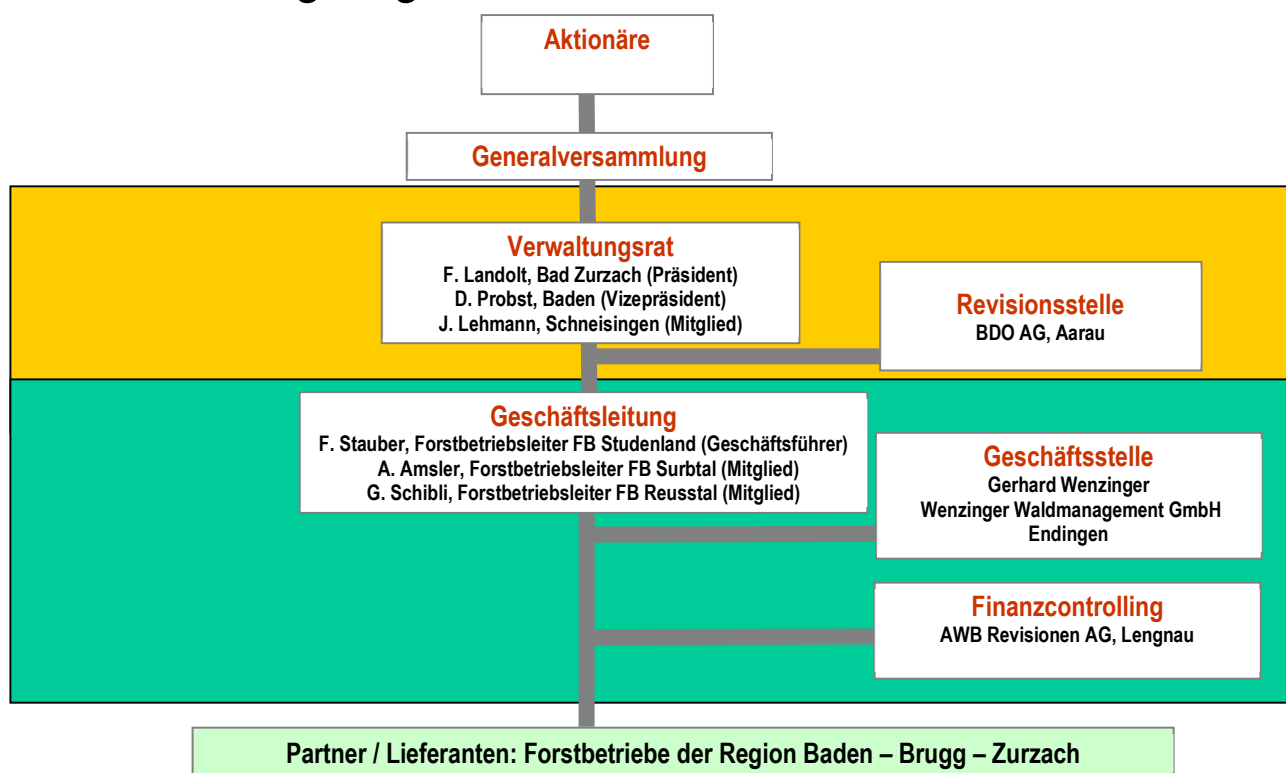 Aktionäre
Generalversammlung
Verwaltungsrat
F. Landolt, Bad Zurzach (Präsident)
D. Probst, Baden (Vizepräsident)
J. Lehmann, Schneisingen (Mitglied)
Revisionsstelle
BDO AG, Aarau
Geschäftsleitung
F. Stauber, Forstbetriebsleiter FB Studenland (Geschäftsführer)
A. Amsler, Forstbetriebsleiter FB Surbtal (Mitglied)
G. Schibli, Forstbetriebsleiter FB Reusstal (Mitglied)
Geschäftsstelle
Gerhard Wenzinger
Wenzinger Waldmanagement GmbH
Endingen
Finanzcontrolling
AWB Revisionen AG, Lengnau
Partner / Lieferanten: Forstbetriebe der Region Baden – Brugg – Zurzach